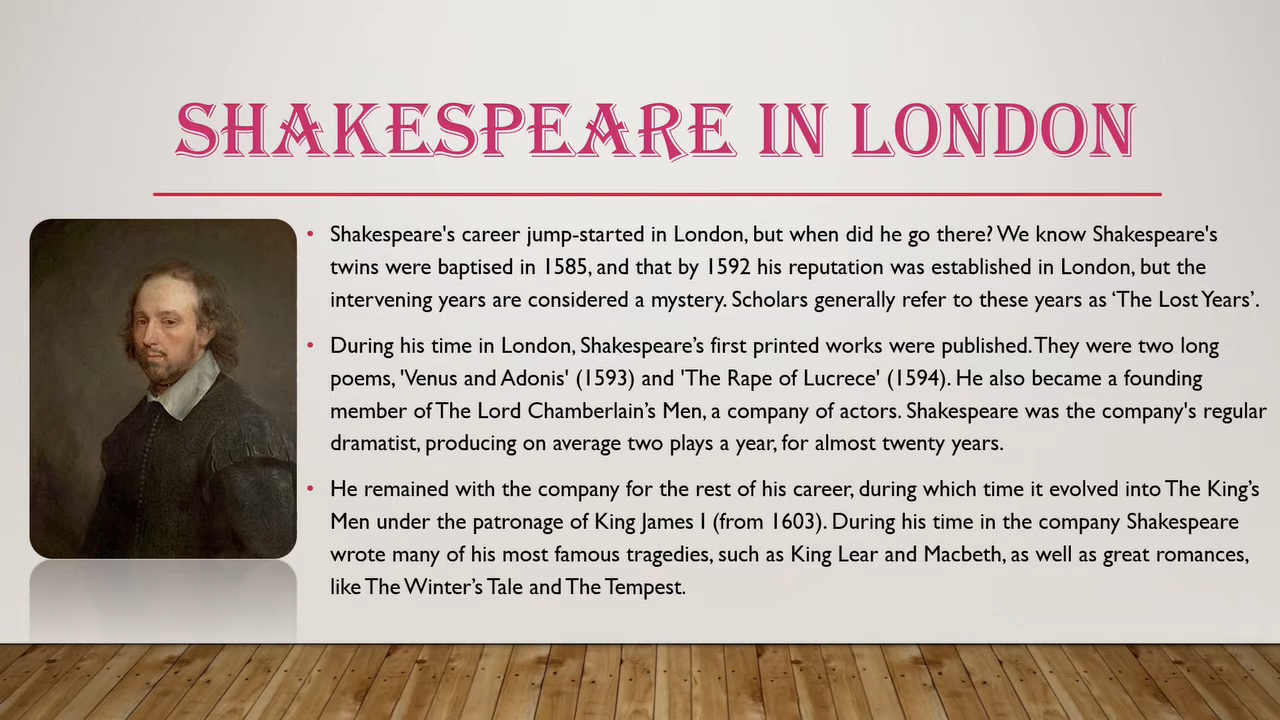 SHAKESPEARE IN LONDON
• Shakespeare's career jump-started in London, but when did he go there? We know Shakespeare's
twins were baptised in 1585, and that by 1592 his reputation was established in London, but the
intervening years are considered a mystery. Scholars generally refer to these years as ‘The Lost Years’.
• During his time in London, Shakespeare’s first printed works were published. They were two long
poems, 'Venus and Adonis' (1593) and 'The Rape of Lucrece' (1594). He also became a founding
member of The Lord Chamberlain’s Men, a company of actors. Shakespeare was the company's regular
dramatist, producing on average two plays a year, for almost twenty years.
• He remained with the company for the rest of his career, during which time it evolved into The King’s
Men under the patronage of King James I (from 1603). During his time in the company Shakespeare
wrote many of his most famous tragedies, such as King Lear and Macbeth, as well as great romances,
like The Winter’s Tale and The Tempest.